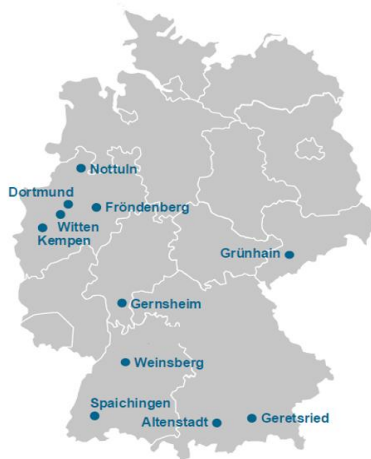 Nottuln
Dortmund
Fröndenberg
Witten
Kempen
Grünhain
Gernsheim
Weinsberg
Spaichingen
Altenstadt
Geretsried